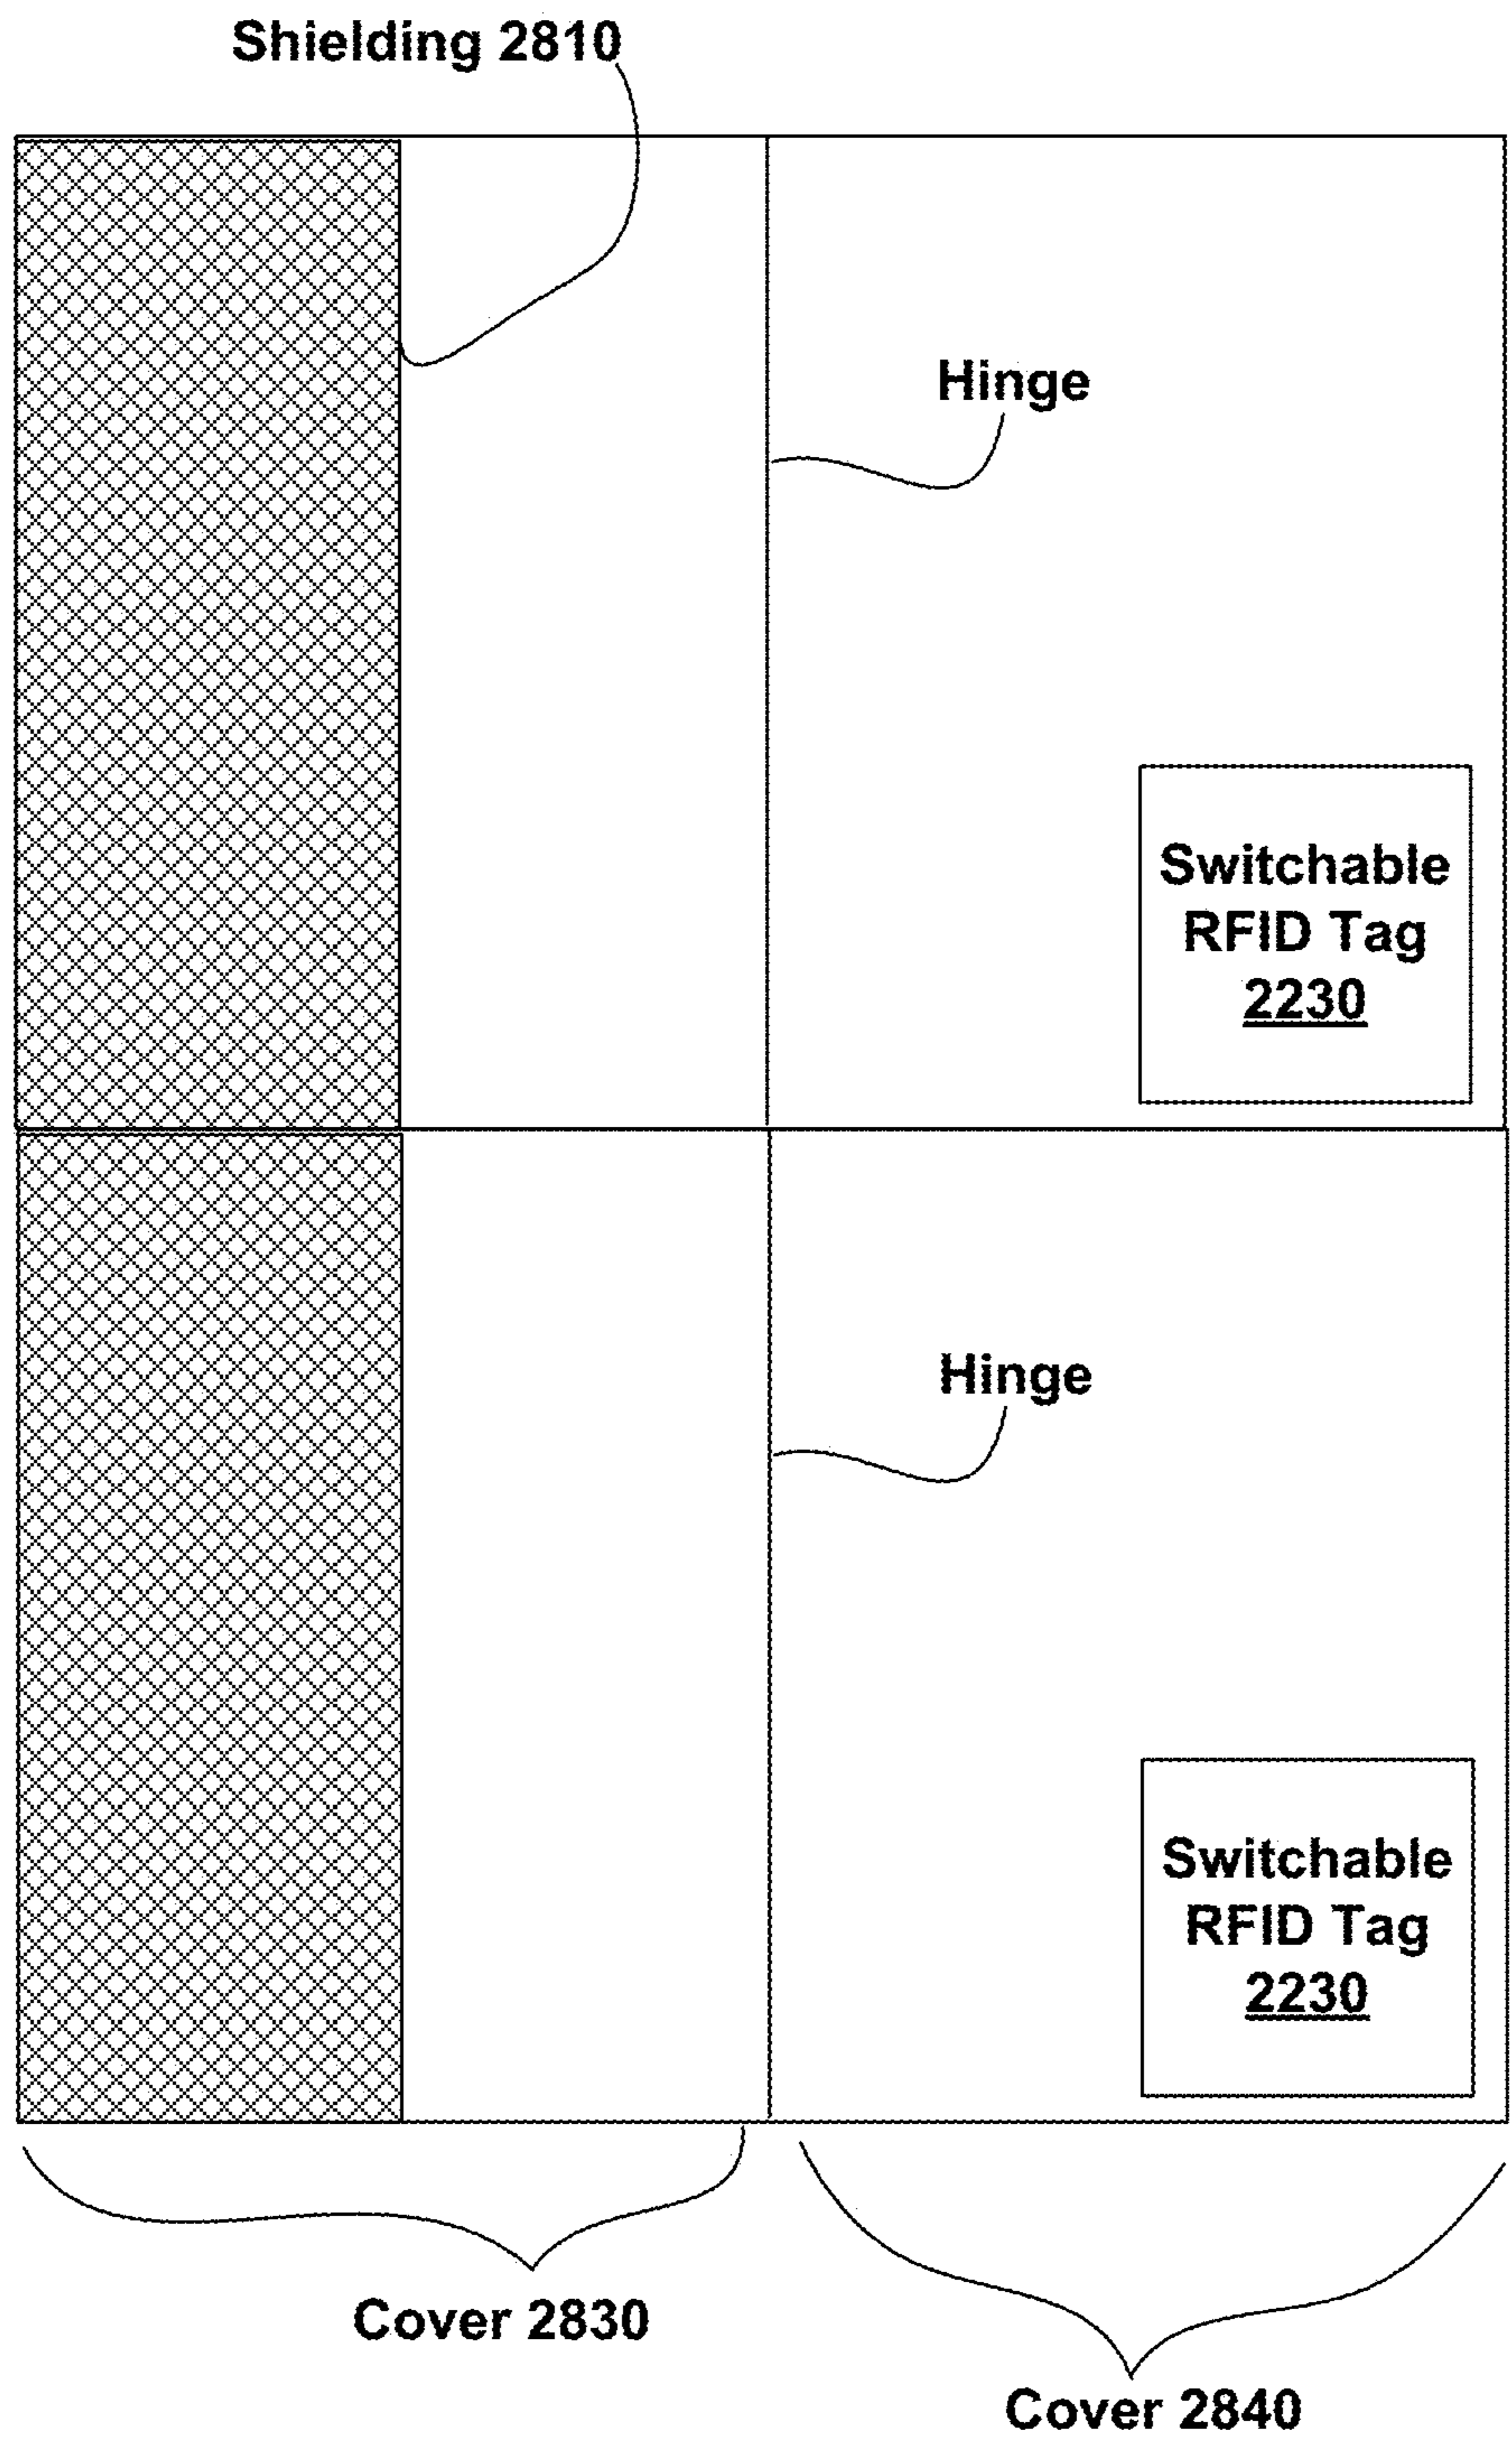 Shielding 2810
Hinge
Switchable
RFID Tag
2230
Hinge
Switchable
RFID Tag
2230
Cover 2830
Cover 2840